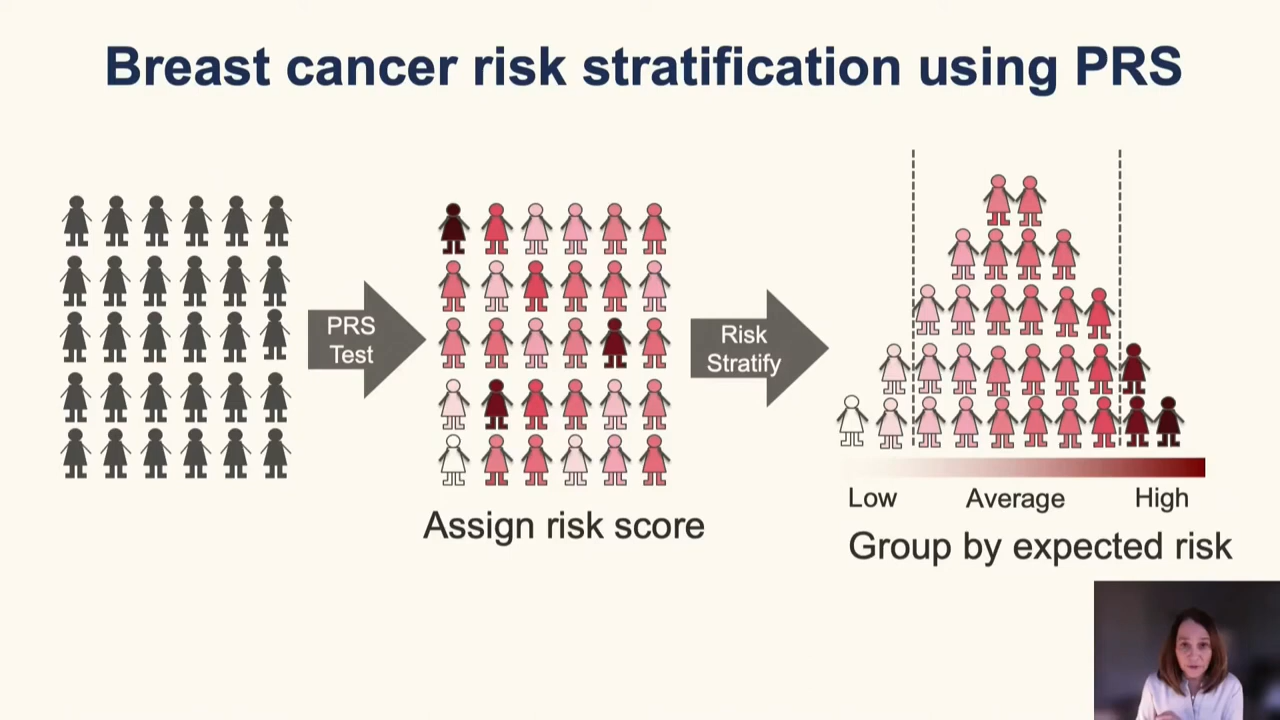 Breast cancer risk stratification using PRS
PRS
Test
Risk
Stratify
Low Average High
Assign risk score
Group by expected risk